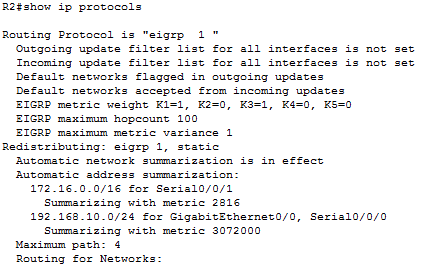 R2#show ip protocols
Routing Protocol is "eigrp  1 "
  Outgoing update filter list for all interfaces is not set
  Incoming update filter list for all interfaces is not set
  Default networks flagged in outgoing updates
  Default networks accepted from incoming updates
  EIGRP metric weight K1=1, K2=0, K3=1, K4=0, K5=0
  EIGRP maximum hopcount 100
  EIGRP maximum metric variance 1
Redistributing: eigrp 1, static
  Automatic network summarization is in effect
  Automatic address summarization:
    172.16.0.0/16 for Serial0/0/1
      Summarizing with metric 2816
    192.168.10.0/24 for GigabitEthernet0/0, Serial0/0/0
      Summarizing with metric 3072000
  Maximum path: 4
  Routing for Networks: